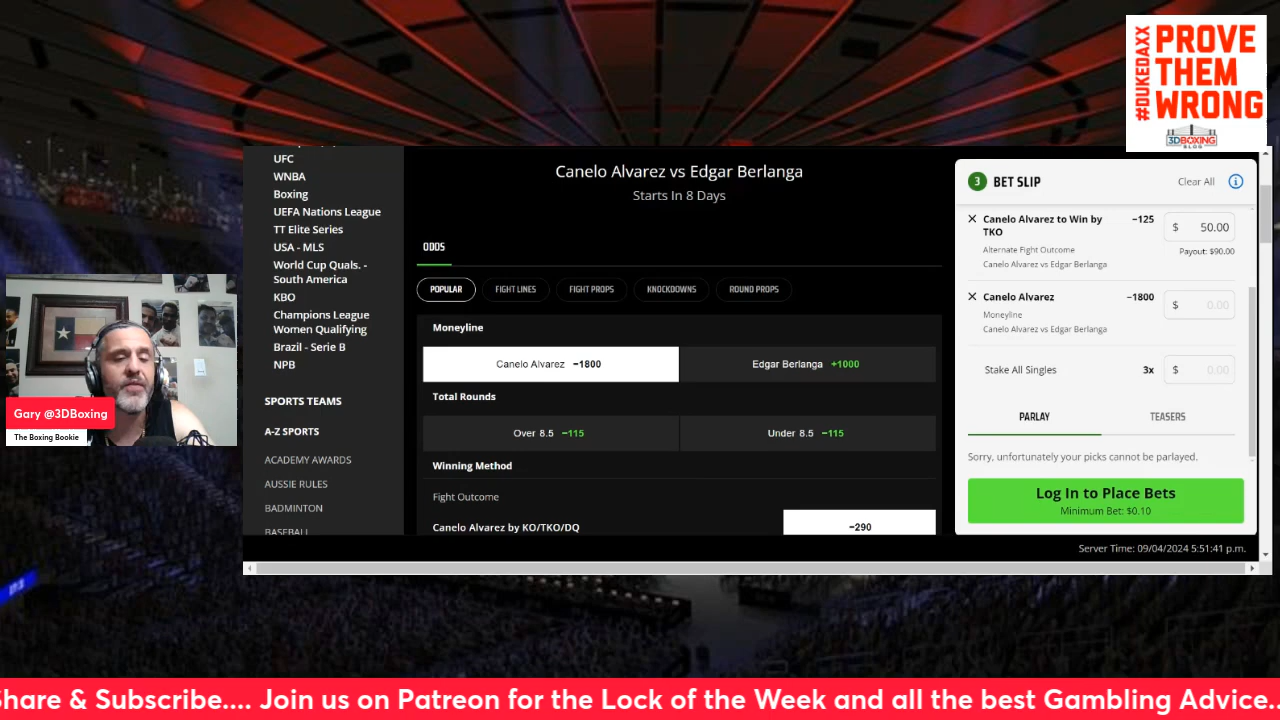 #DUKEDAXX
PROVE
THEM
WRONG
3DBOXING
BLOG
UFC
WNBA
Boxing
UEFA Nations League
TT Elite Series
USA - MLS
World Cup Quals. -
South America
KBO
Champions League
Women Qualifying
Brazil - Serie B
NPB
SPORTS TEAMS
A-Z SPORTS
ACADEMY AWARDS
AUSSIE RULES
BADMINTON
BASEBALL
Canelo Alvarez vs Edgar Berlanga
Starts In 8 Days
ODDS
POPULAR FIGHT LINES FIGHT PROPS KNOCKDOWNS ROUND PROPS
Moneyline
Canelo Alvarez −1800 Edgar Berlanga +1000
Total Rounds
Over 8.5 −115 Under 8.5 −115
Winning Method
Fight Outcome
Canelo Alvarez by KO/TKO/DQ −290
3 BET SLIP Clear All
Canelo Alvarez to Win by −125 $ 50.00
TKO
Alternate Fight Outcome Payout: $90.00
Canelo Alvarez vs Edgar Berlanga
Canelo Alvarez −1800 $ 0.00
Moneyline
Canelo Alvarez vs Edgar Berlanga
Stake All Singles 3x $ 0.00
PARLAY TEASERS
Sorry, unfortunately your picks cannot be parlayed.
Log In to Place Bets
Minimum Bet: $0.10
Server Time: 09/04/2024 5:51:41 p.m.
Gary @3DBoxing
The Boxing Bookie
Share & Subscribe.... Join us on Patreon for the Lock of the Week and all the best Gambling Advice..